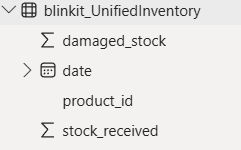 blinkit_UnifiedInventory
damaged_stock
date
product_id
stock_received